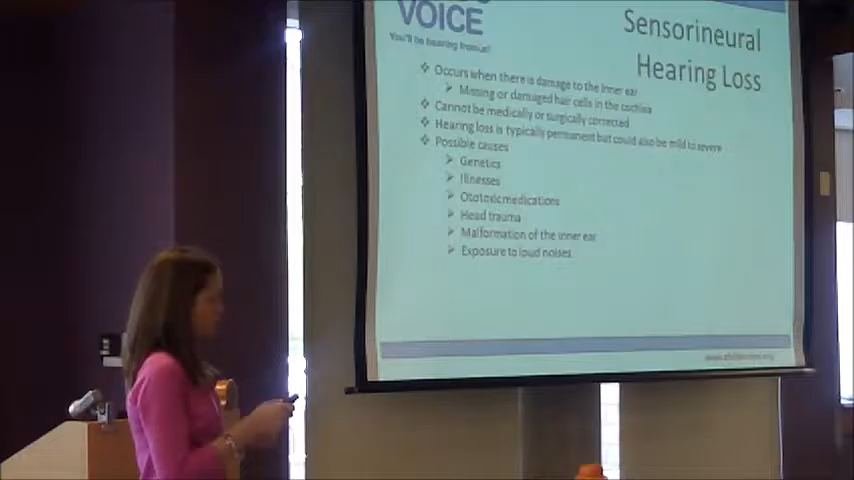 VOICE
You'll be hearing from us!
Sensorineural
Hearing Loss
Occurs when there is damage to the inner ear
Missing or damaged hair cells in the cochlea
Cannot be medically or surgically corrected
Hearing loss is typically permanent but could also be mild to severe
Possible causes
Genetics
Illnesses
Ototoxic medications
Head trauma
Malformation of the inner ear
Exposure to loud noises